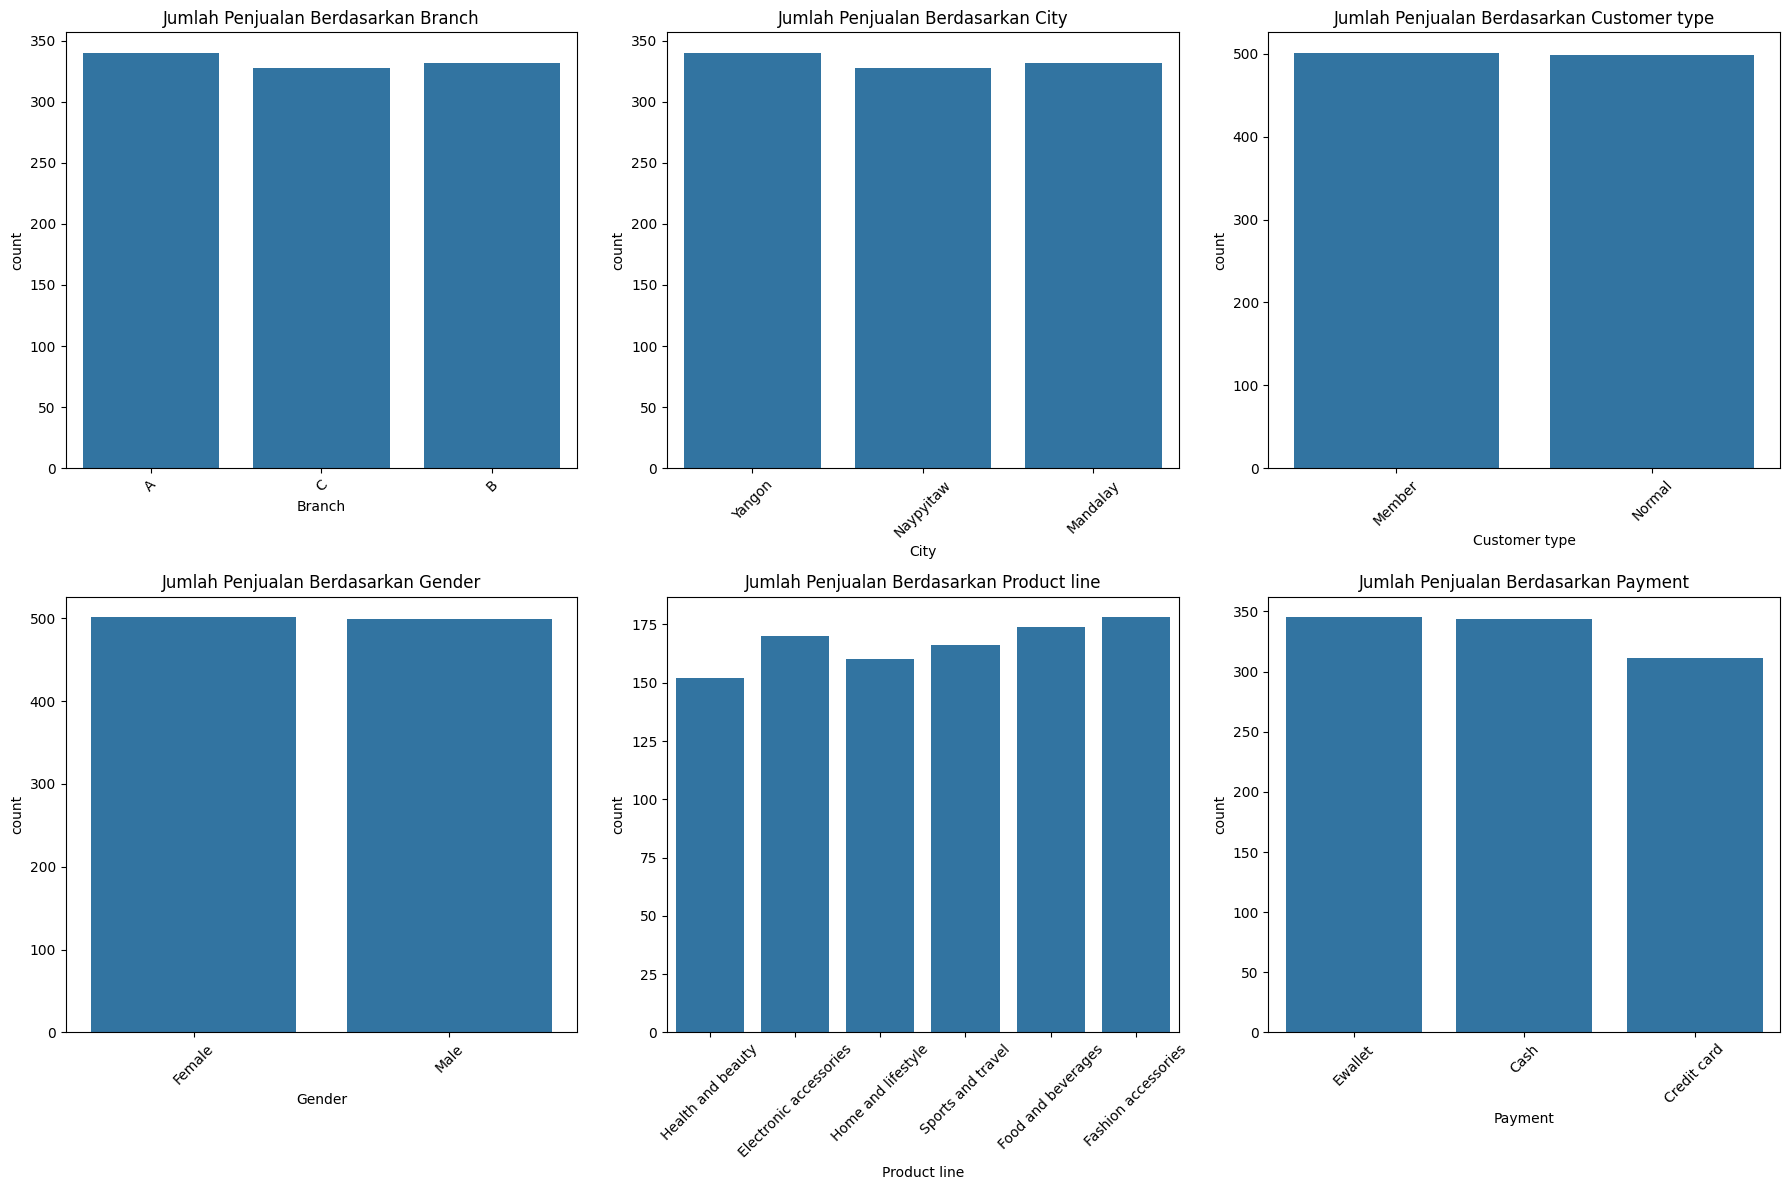 Jumlah Penjualan Berdasarkan Branch
350
300
250
200
150
100
50
0
count
A
C
B
Branch
Jumlah Penjualan Berdasarkan City
350
300
250
200
150
100
50
0
count
Yangon
Naypyitaw
Mandalay
City
Jumlah Penjualan Berdasarkan Customer type
500
400
300
200
100
0
count
Member
Normal
Customer type
Jumlah Penjualan Berdasarkan Gender
500
400
300
200
100
0
count
Female
Male
Gender
Jumlah Penjualan Berdasarkan Product line
175
150
125
100
75
50
25
0
count
Health and beauty
Electronic accessories
Home and lifestyle
Sports and travel
Food and beverages
Fashion accessories
Product line
Jumlah Penjualan Berdasarkan Payment
350
300
250
200
150
100
50
0
count
Ewallet
Cash
Credit card
Payment